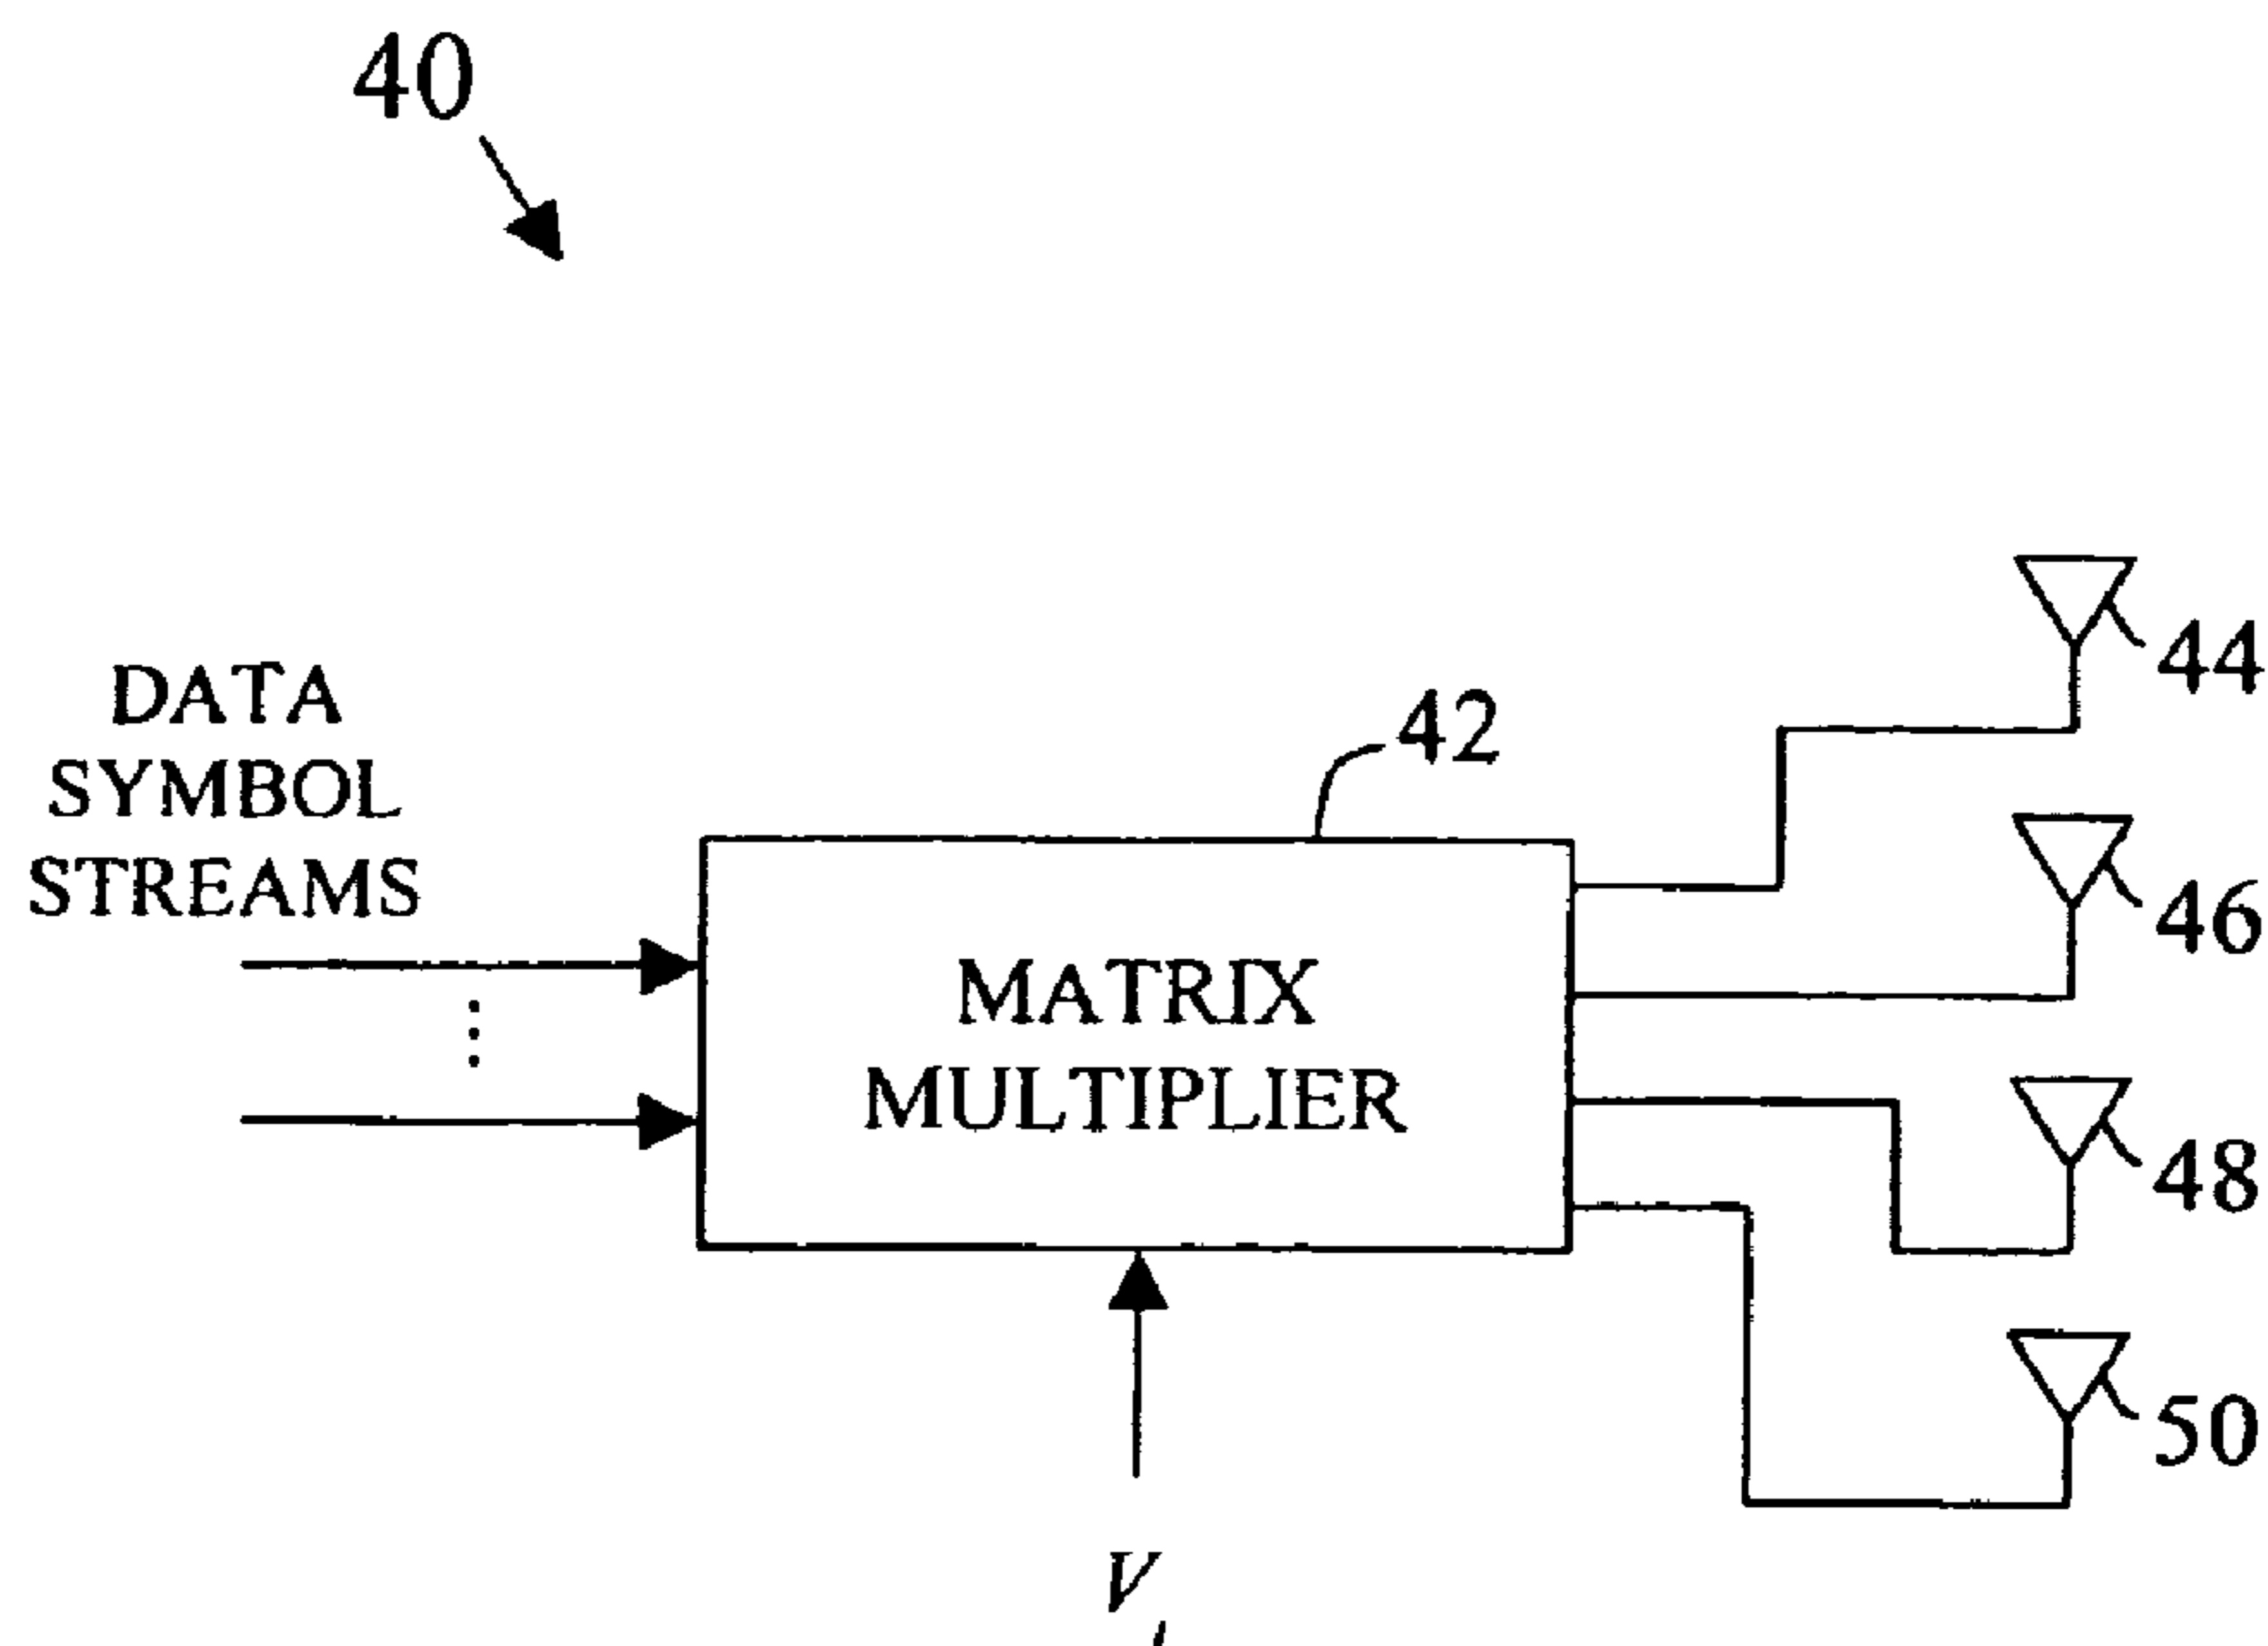 40
44
DATA
SYMBOL
STREAMS
42
46
MATRIX
MULTIPLIER
48
50
V